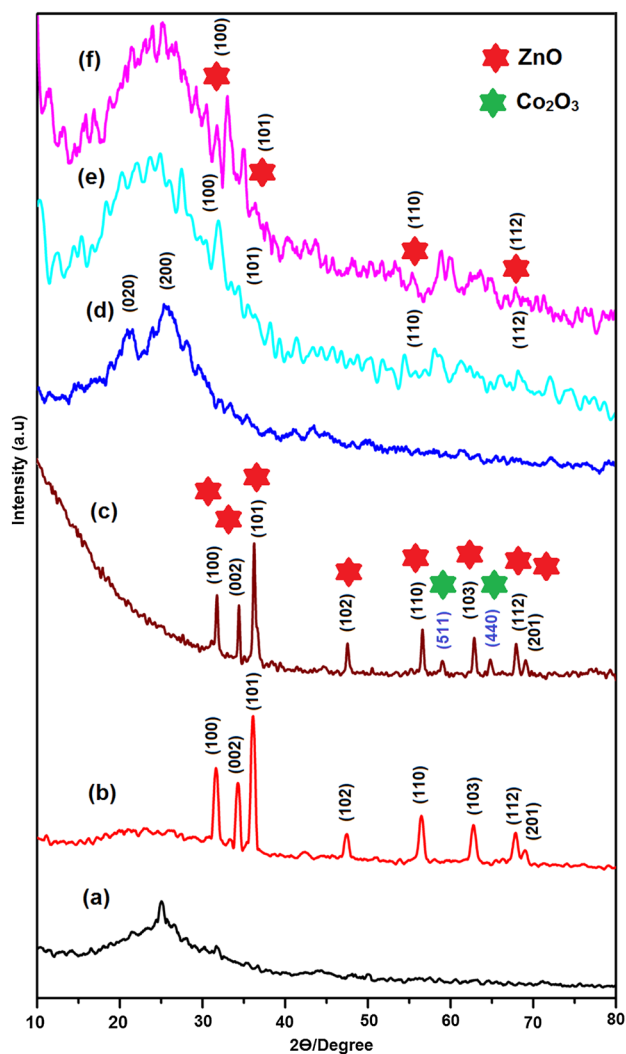 (f)
(100)
ZnO
Co₂O₃
(101)
(e)
(100)
(110)
(112)
(020)
(200)
(101)
(d)
(110)
(112)
Intensity (a.u)
(c)
(100)
(002)
(101)
(102)
(110)
(511)
(103)
(440)
(112)
(201)
(b)
(100)
(002)
(101)
(102)
(110)
(103)
(112)
(201)
(a)
10 20 30 40 50 60 70 80
2Ɵ/Degree